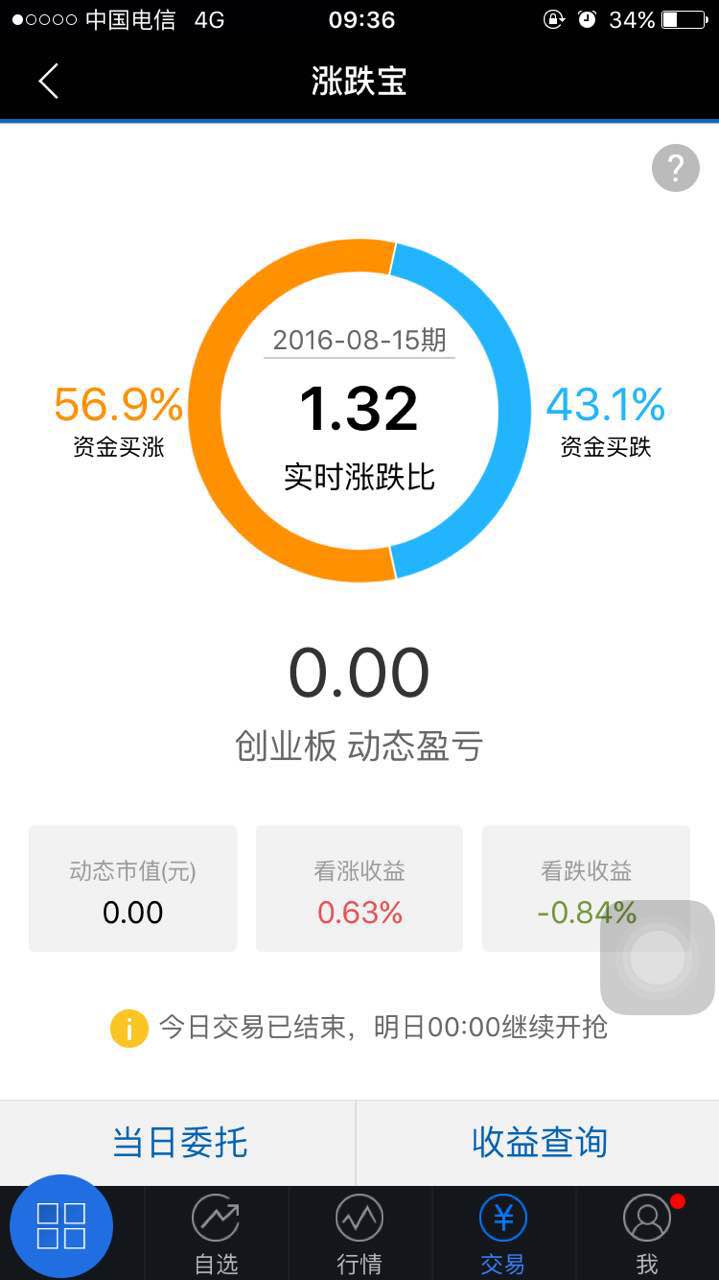 中国电信 4G 09:36 34%
涨跌宝
?
2016-08-15期
56.9% 1.32 43.1%
资金买涨 实时涨跌比 资金买跌
0.00
创业板 动态盈亏
动态市值(元) 看涨收益 看跌收益
0.00 0.63% -0.84%
今日交易已结束，明日00:00继续开抢
当日委托 收益查询
自选 行情 交易 我